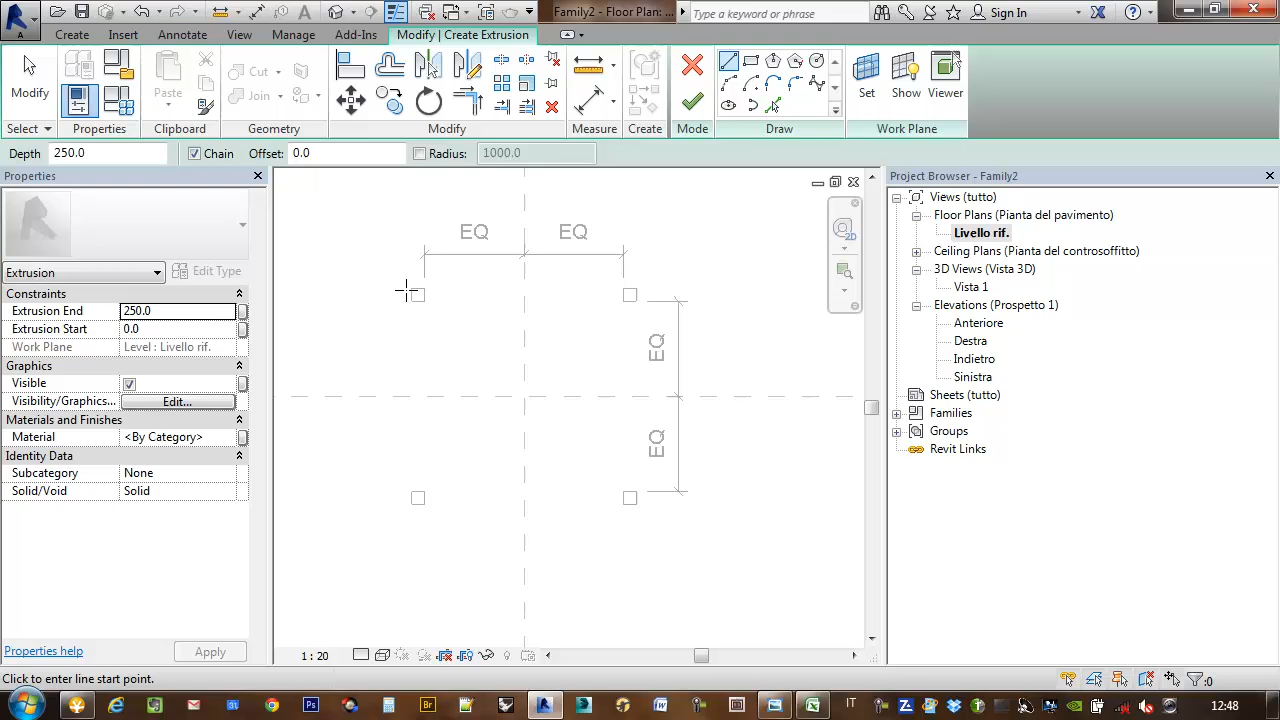 Family2 - Floor Plan: ...
Type a keyword or phrase
Sign In
Create
Insert
Annotate
View
Manage
Add-Ins
Modify | Create Extrusion
Modify
Paste
Cut
Join
Set
Show
Viewer
Select
Properties
Clipboard
Geometry
Modify
Measure
Create
Mode
Draw
Work Plane
Depth
250.0
Chain
Offset:
0.0
Radius:
1000.0
Properties
Extrusion
Edit Type
Constraints
Extrusion End
250.0
Extrusion Start
0.0
Work Plane
Level : Livello rif.
Graphics
Visible
Visibility/Graphics...
Edit...
Materials and Finishes
Material
<By Category>
Identity Data
Subcategory
None
Solid/Void
Solid
Properties help
Apply
EQ
EQ
EQ
EQ
2D
1 : 20
Project Browser - Family2
Views (tutto)
Floor Plans (Pianta del pavimento)
Livello rif.
Ceiling Plans (Pianta del controsoffitto)
3D Views (Vista 3D)
Vista 1
Elevations (Prospetto 1)
Anteriore
Destra
Indietro
Sinistra
Sheets (tutto)
Families
Groups
Revit Links
Click to enter line start point.
:0
Ps
Br
IT
12:48